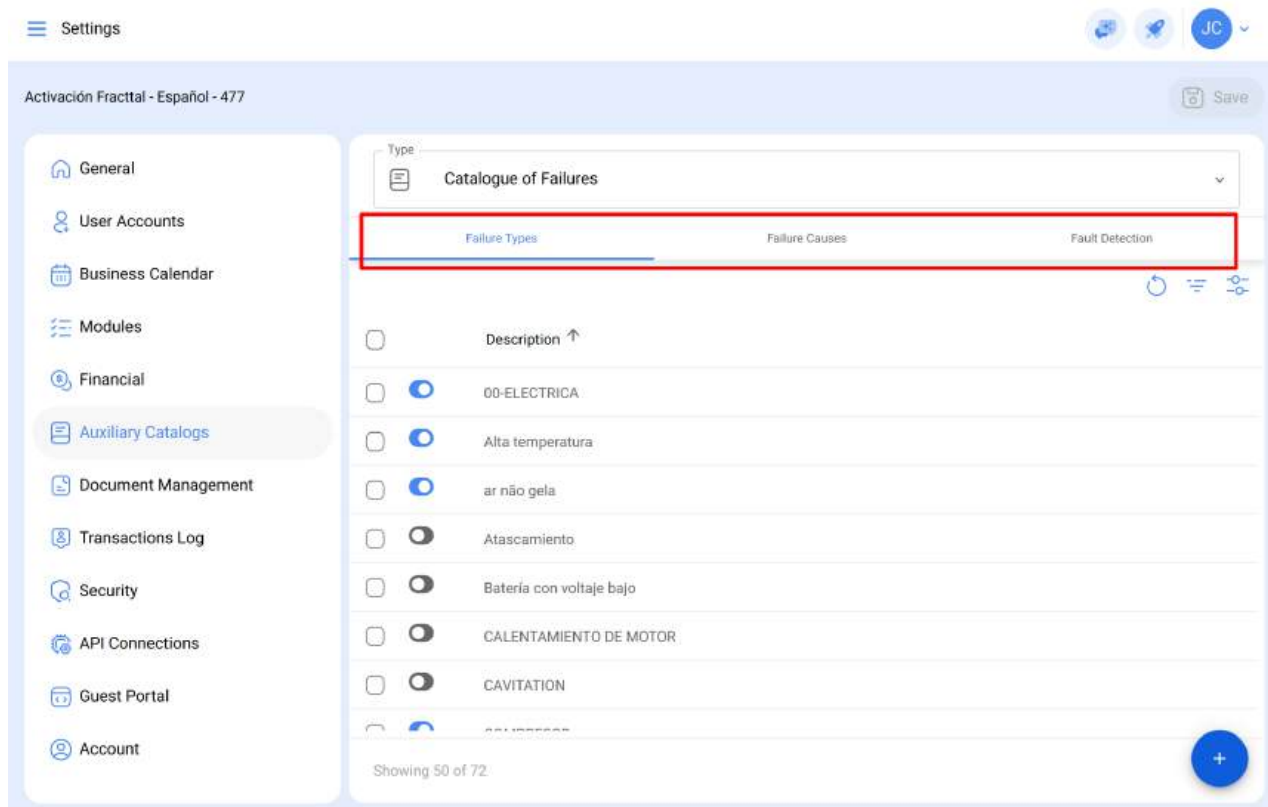 Settings
JC
Activación Fracttal - Español - 477
Save
General
User Accounts
Business Calendar
Modules
Financial
Auxiliary Catalogs
Document Management
Transactions Log
Security
API Connections
Guest Portal
Account
Type
Catalogue of Failures
Failure Types
Failure Causes
Fault Detection
Description
00-ELECTRICA
Alta temperatura
ar não gela
Atascamiento
Batería con voltaje bajo
CALENTAMIENTO DE MOTOR
CAVITATION
Showing 50 of 72